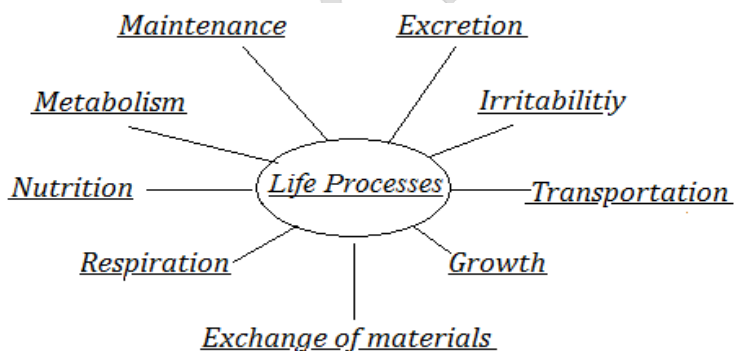 Maintenance
Excretion
Metabolism
Irritabilitiy
Nutrition
Life Processes
Transportation
Respiration
Growth
Exchange of materials